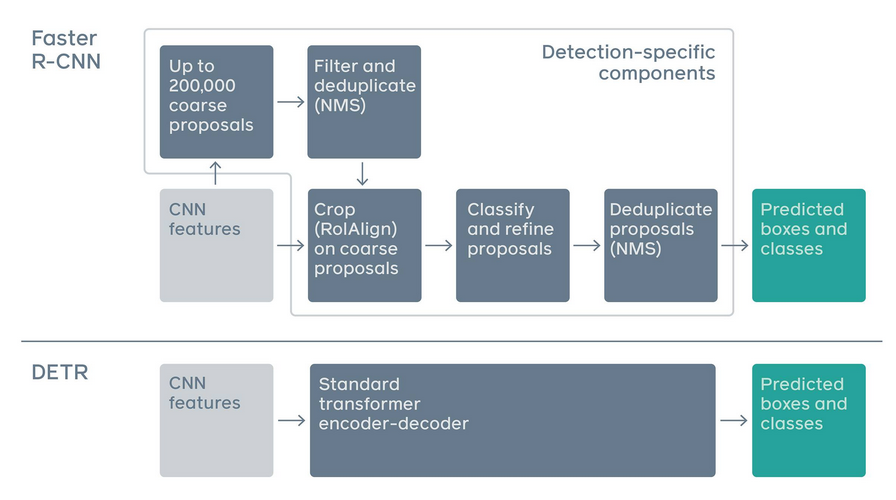 Faster
R-CNN
Detection-specific
components
Up to
200,000
coarse
proposals
Filter and
deduplicate
(NMS)
CNN
features
Crop
(RoIAlign)
on coarse
proposals
Classify
and refine
proposals
Deduplicate
proposals
(NMS)
Predicted
boxes and
classes
DETR
CNN
features
Standard
transformer
encoder-decoder
Predicted
boxes and
classes